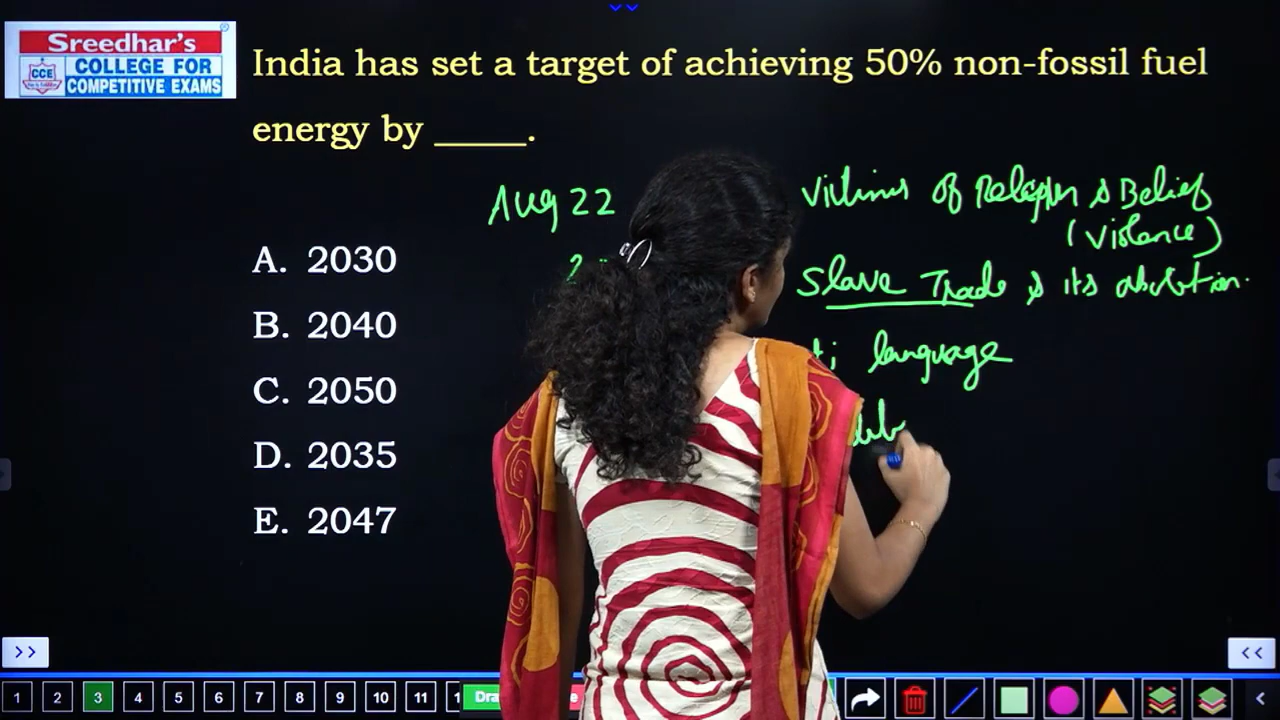 Sreedhar's
COLLEGE FOR
CCE
COMPETITIVE EXAMS
India has set a target of achieving 50% non-fossil fuel
energy by _____.
Aug 22
Victims of Religion & Belief
(Violence)
A. 2030
Slave Trade & its abolition.
B. 2040
language
C. 2050
D. 2035
E. 2047
>>
<<
1 2 3 4 5 6 7 8 9 10 11 1
<